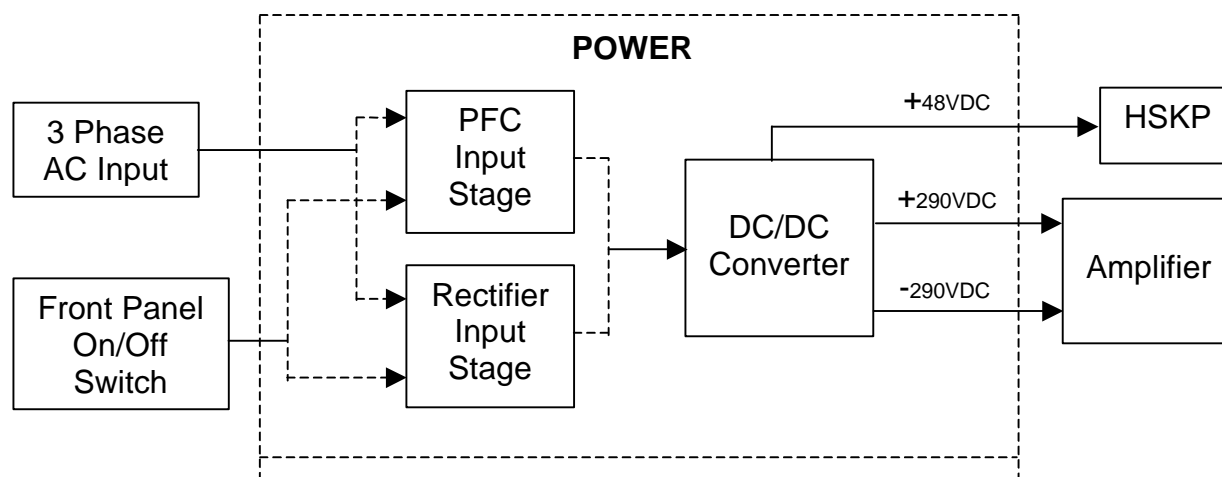 POWER
3 Phase
AC Input
Front Panel
On/Off
Switch
PFC
Input
Stage
Rectifier
Input
Stage
DC/DC
Converter
+48VDC
+290VDC
-290VDC
HSKP
Amplifier